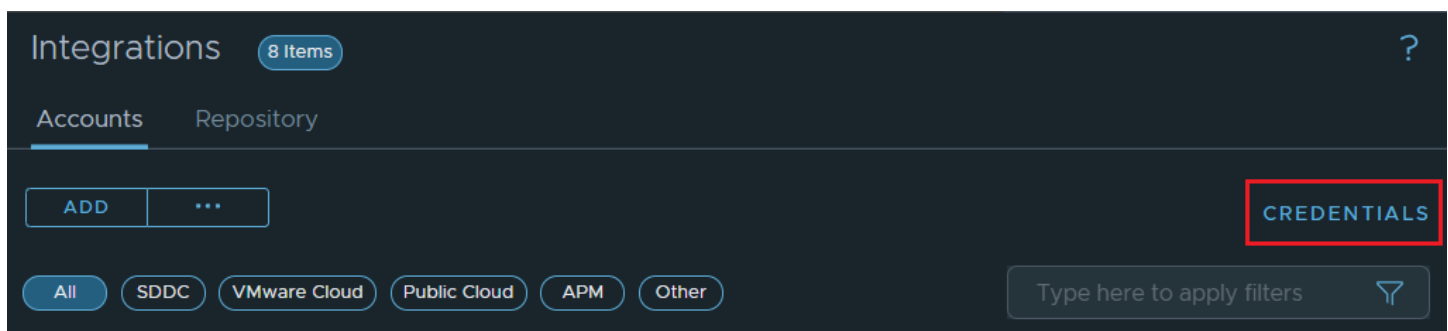 Integrations 8 Items ?
Accounts Repository
ADD ...
CREDENTIALS
All SDDC VMware Cloud Public Cloud APM Other Type here to apply filters